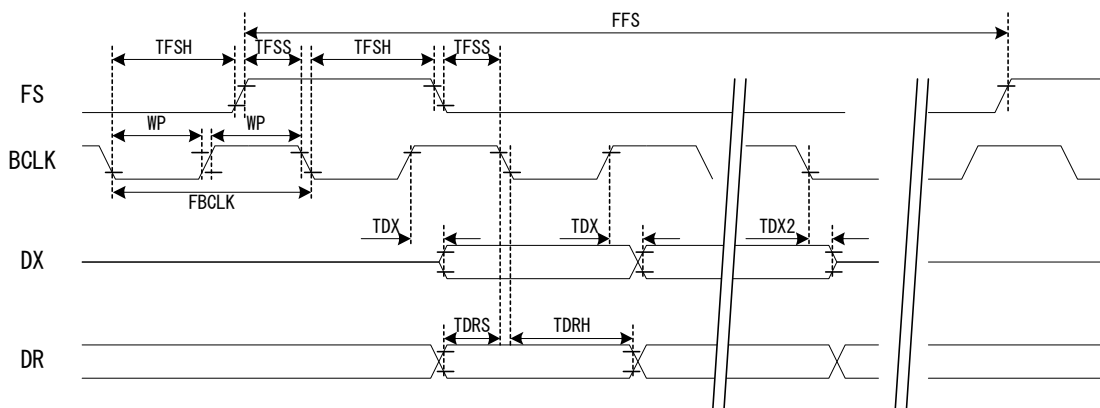 FFS
TFSH TFSS TFSH TFSS
FS
WP WP
BCLK
FBCLK
TDX TDX TDX2
DX
TDRS TDRH
DR